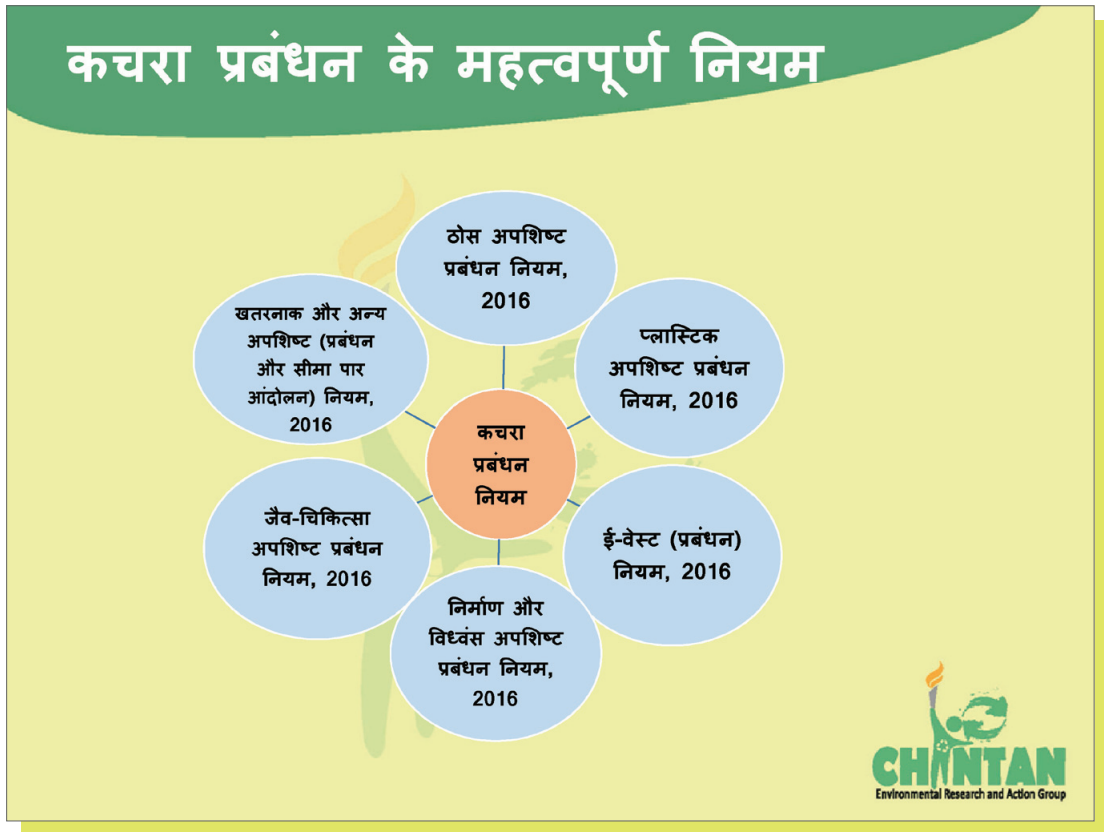 कचरा प्रबंधन के महत्वपूर्ण नियम
ठोस अपशिष्ट
प्रबंधन नियम,
2016
प्लास्टिक
अपशिष्ट प्रबंधन
नियम, 2016
ई-वेस्ट (प्रबंधन)
नियम, 2016
निर्माण और
विध्वंस अपशिष्ट
प्रबंधन नियम,
2016
जैव-चिकित्सा
अपशिष्ट प्रबंधन
नियम, 2016
खतरनाक और अन्य
अपशिष्ट (प्रबंधन
और सीमा पार
आंदोलन) नियम,
2016
कचरा
प्रबंधन
नियम
CHINTAN
Environmental Research and Action Group